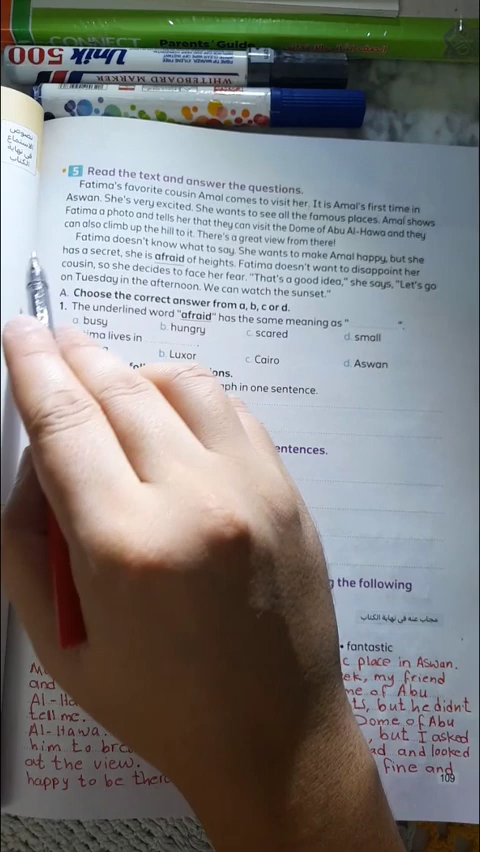 CONNECT Parents' Guide
500 Unik
WHITEBOARD MARKER
نصوص
الاستماع
فى نهاية
الكتاب
5 Read the text and answer the questions.
Fatima's favorite cousin Amal comes to visit her. It is Amal's first time in
Aswan. She's very excited. She wants to see all the famous places. Amal shows
Fatima a photo and tells her that they can visit the Dome of Abu Al-Hawa and they
can also climb up the hill to it. There's a great view from there!
Fatima doesn't know what to say. She wants to make Amal happy, but she
has a secret, she is afraid of heights. Fatima doesn't want to disappoint her
cousin, so she decides to face her fear. "That's a good idea," she says, "Let's go
on Tuesday in the afternoon. We can watch the sunset."
A. Choose the correct answer from a, b, c or d.
1. The underlined word "afraid" has the same meaning as "
".
a. busy b. hungry c. scared d. small
lives in
b. Luxor c. Cairo d. Aswan
in one sentence.
the following
مجاب عنه فى نهاية الكتاب
• fantastic
place in Aswan.
my friend
and me of Abu
but he didn't
tell me. Dome of Abu
Al-Hawa. , but I asked
him to and looked
at the view. fine and
happy to be there
109